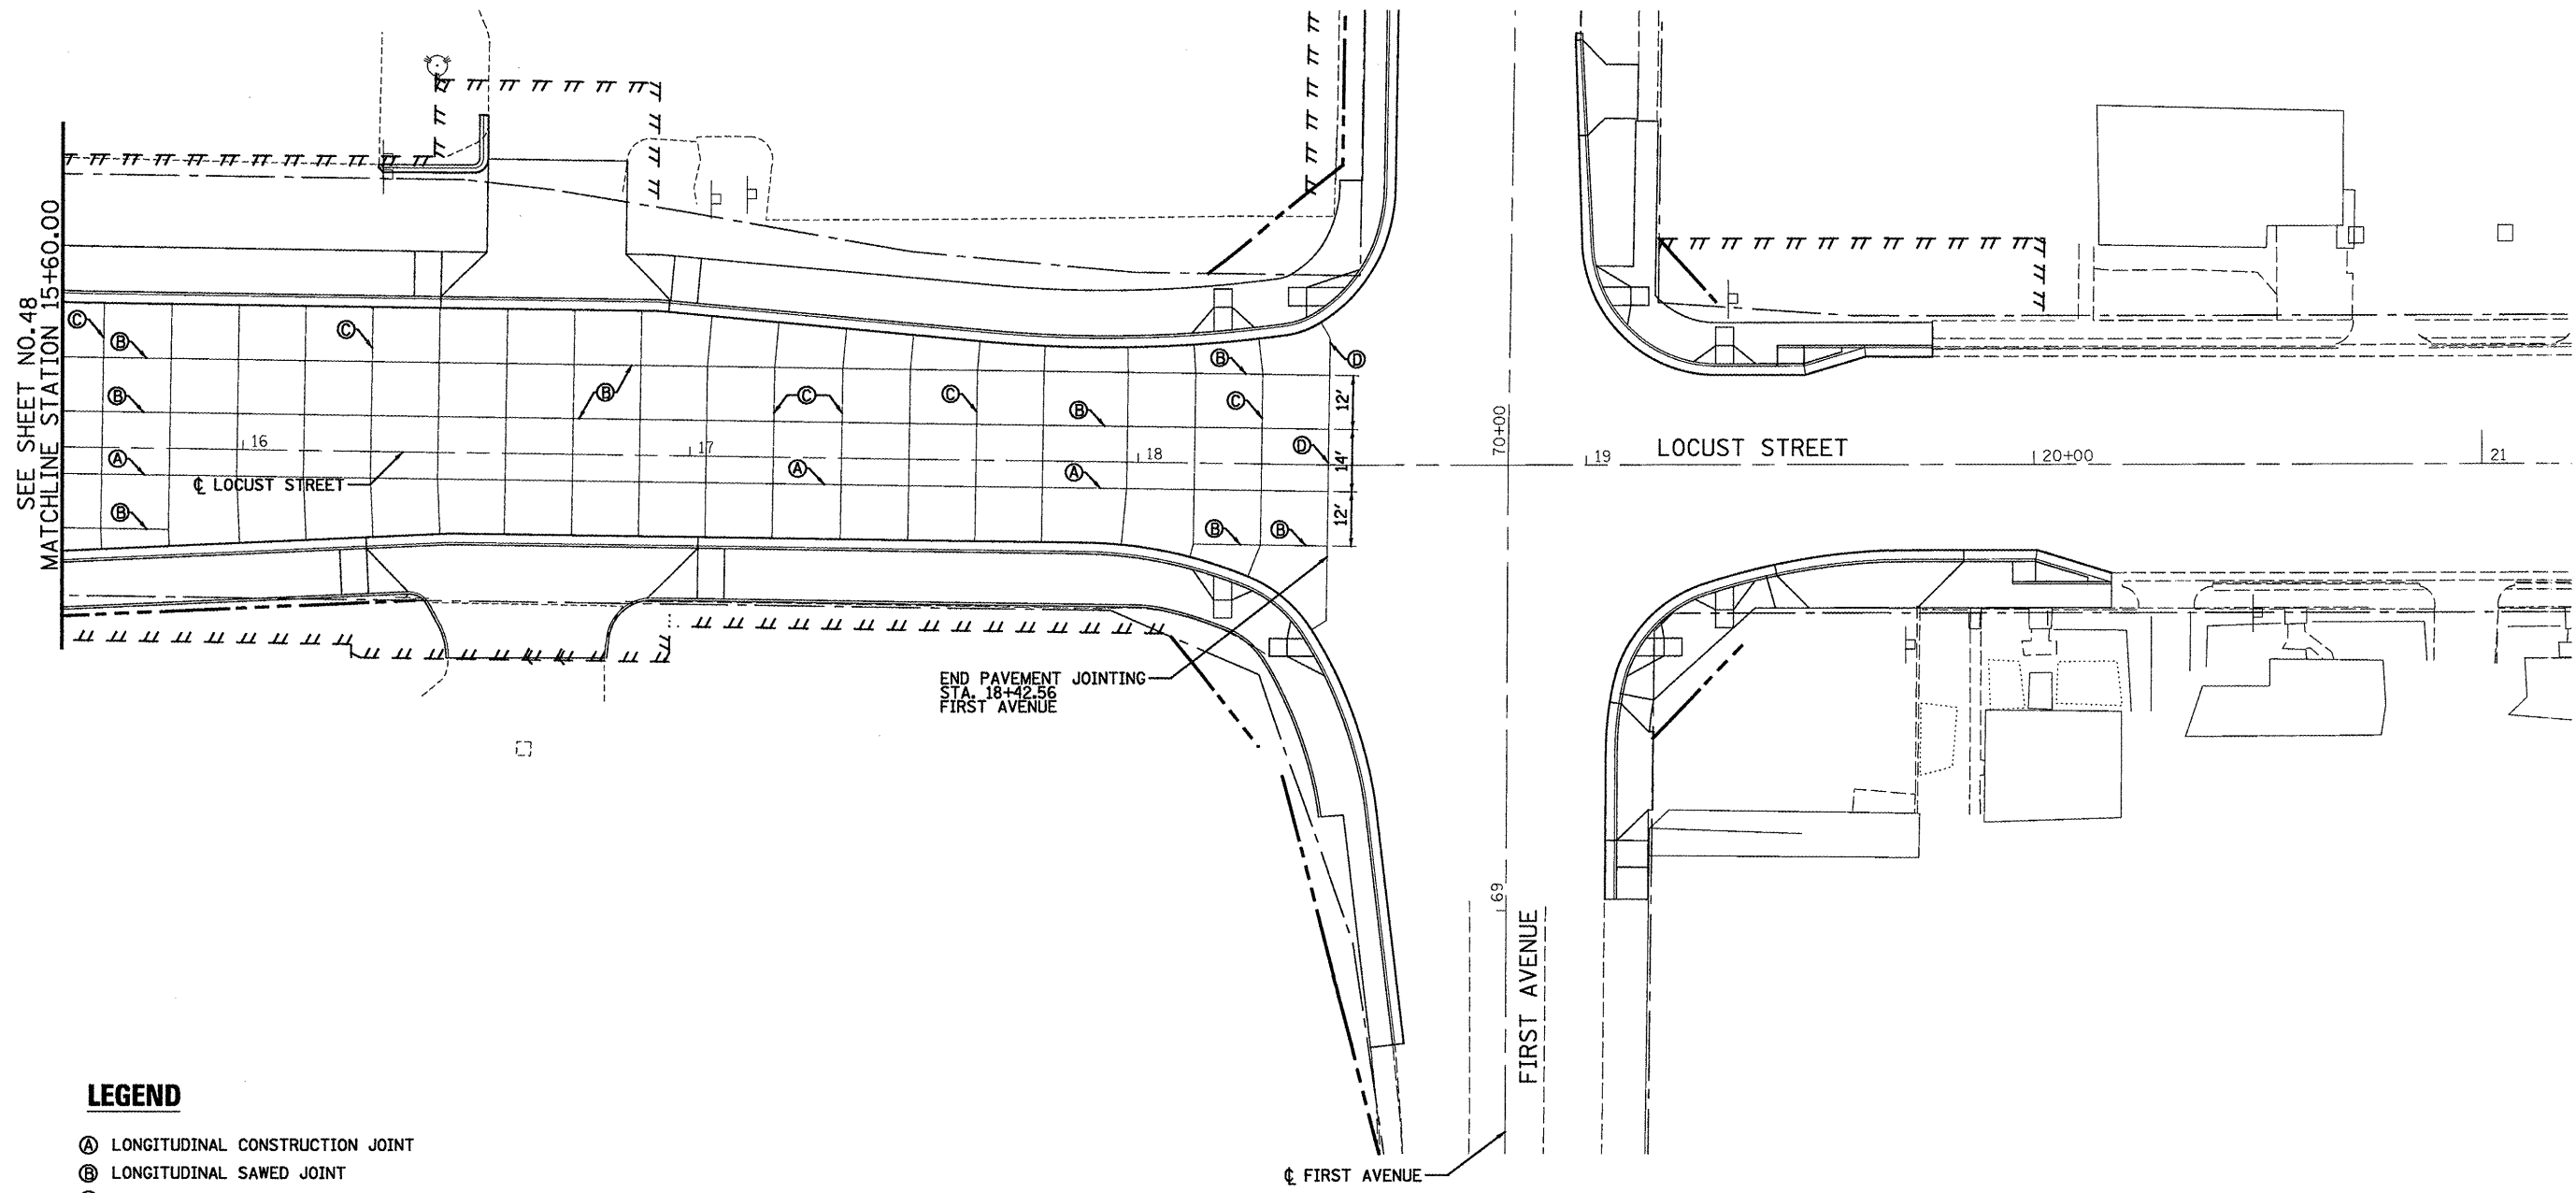 SEE SHEET NO. 48
MATCHLINE STATION 15+60.00
C
B
C
B
A
B
16
℄ LOCUST STREET
B
17
C
A
C
B
A
18
B
C
D
D
B
B
12'
14'
12'
END PAVEMENT JOINTING
STA. 18+42.56
FIRST AVENUE
70+00
19
LOCUST STREET
20+00
21
69
FIRST AVENUE
℄ FIRST AVENUE
LEGEND
A LONGITUDINAL CONSTRUCTION JOINT
B LONGITUDINAL SAWED JOINT